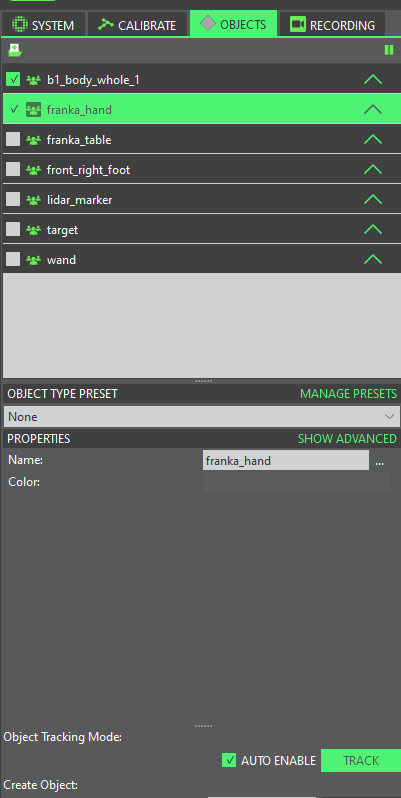 SYSTEM CALIBRATE OBJECTS RECORDING
b1_body_whole_1
franka_hand
franka_table
front_right_foot
lidar_marker
target
wand
OBJECT TYPE PRESET MANAGE PRESETS
None
PROPERTIES SHOW ADVANCED
Name: franka_hand ...
Color:
Object Tracking Mode:
AUTO ENABLE TRACK
Create Object: